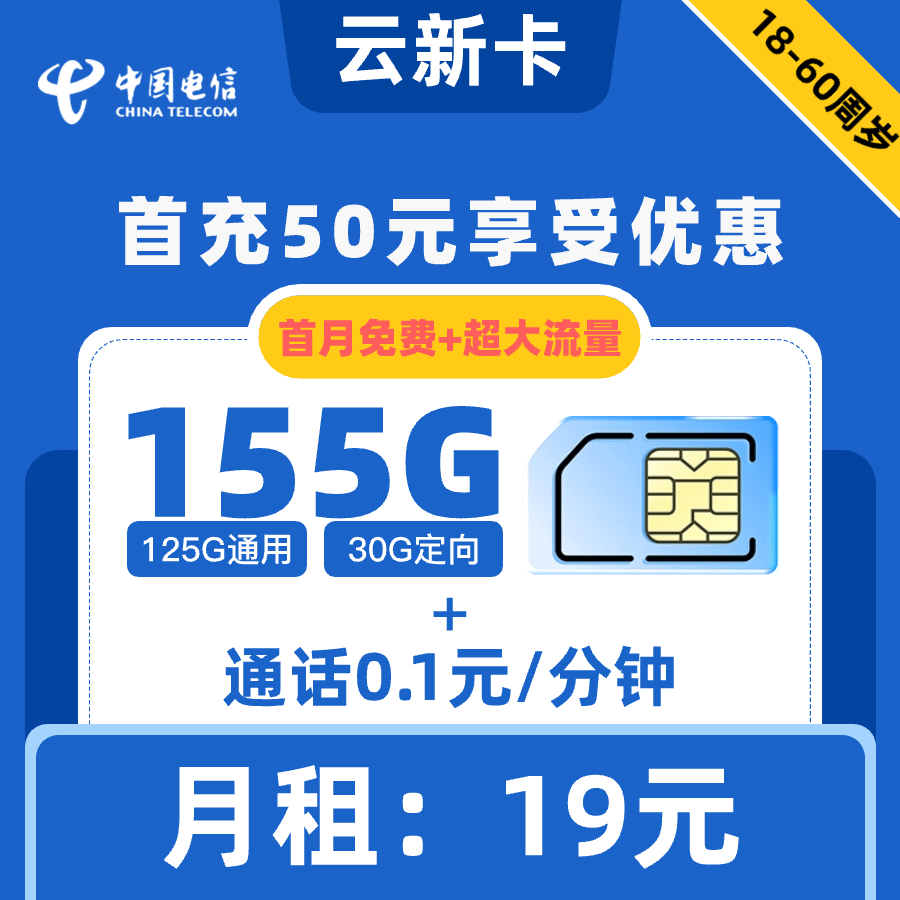 云新卡
中国电信
CHINA TELECOM
18-60周岁
首充50元享受优惠
首月免费+超大流量
155G
125G通用
30G定向
+
通话0.1元/分钟
月租：19元